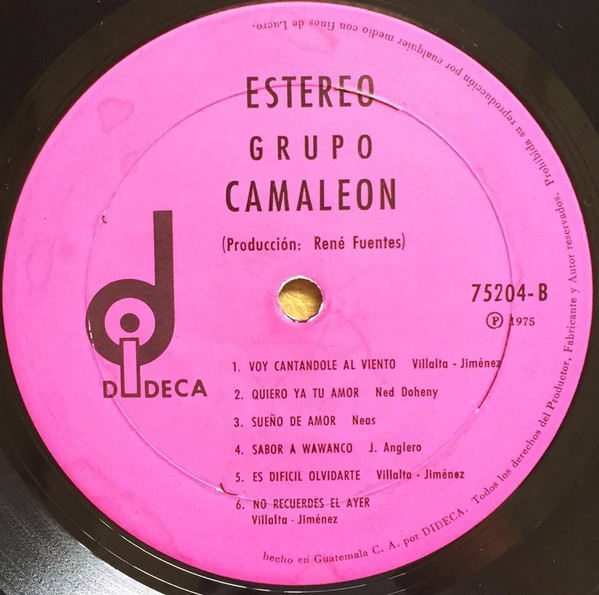 ESTEREO
GRUPO
CAMALEON
(Producción: René Fuentes)
75204-B
Ⓟ 1975
DIDECA
1. VOY CANTANDOLE AL VIENTO Villalta - Jiménez
2. QUIERO YA TU AMOR Ned Doheny
3. SUEÑO DE AMOR Neas
4. SABOR A WAWANCO J. Anglero
5. ES DIFICIL OLVIDARTE Villalta - Jiménez
6. NO RECUERDES EL AYER
Villalta - Jiménez
hecho en Guatemala C. A. por DIDECA. Todos los derechos del Productor, Fabricante y Autor reservados. Prohibida su reproducción por cualquier medio con fines de Lucro.